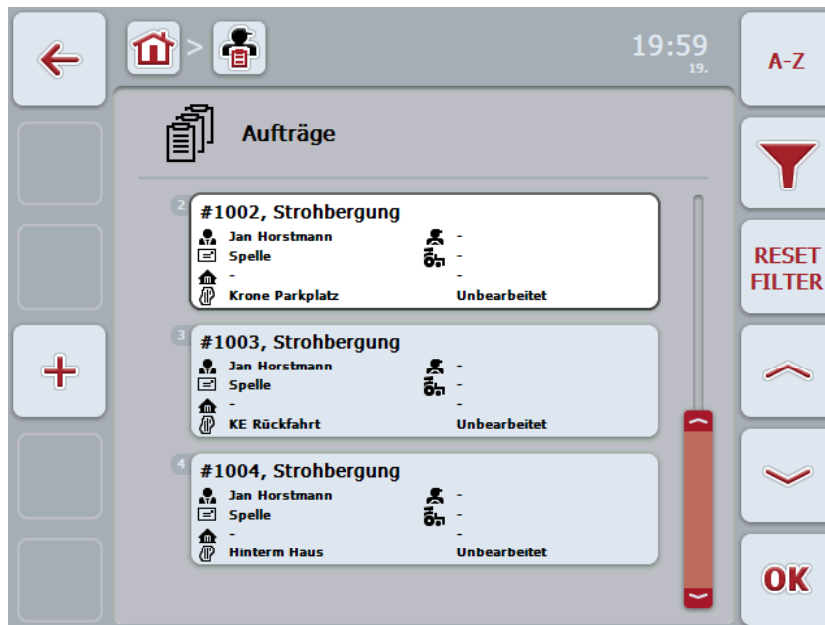 19:59
19.
A-Z
Aufträge
2
#1002, Strohbergung
Jan Horstmann -
Spelle -
- -
Krone Parkplatz Unbearbeitet
RESET
FILTER
3
#1003, Strohbergung
Jan Horstmann -
Spelle -
- -
KE Rückfahrt Unbearbeitet
4
#1004, Strohbergung
Jan Horstmann -
Spelle -
- -
Hinterm Haus Unbearbeitet
OK